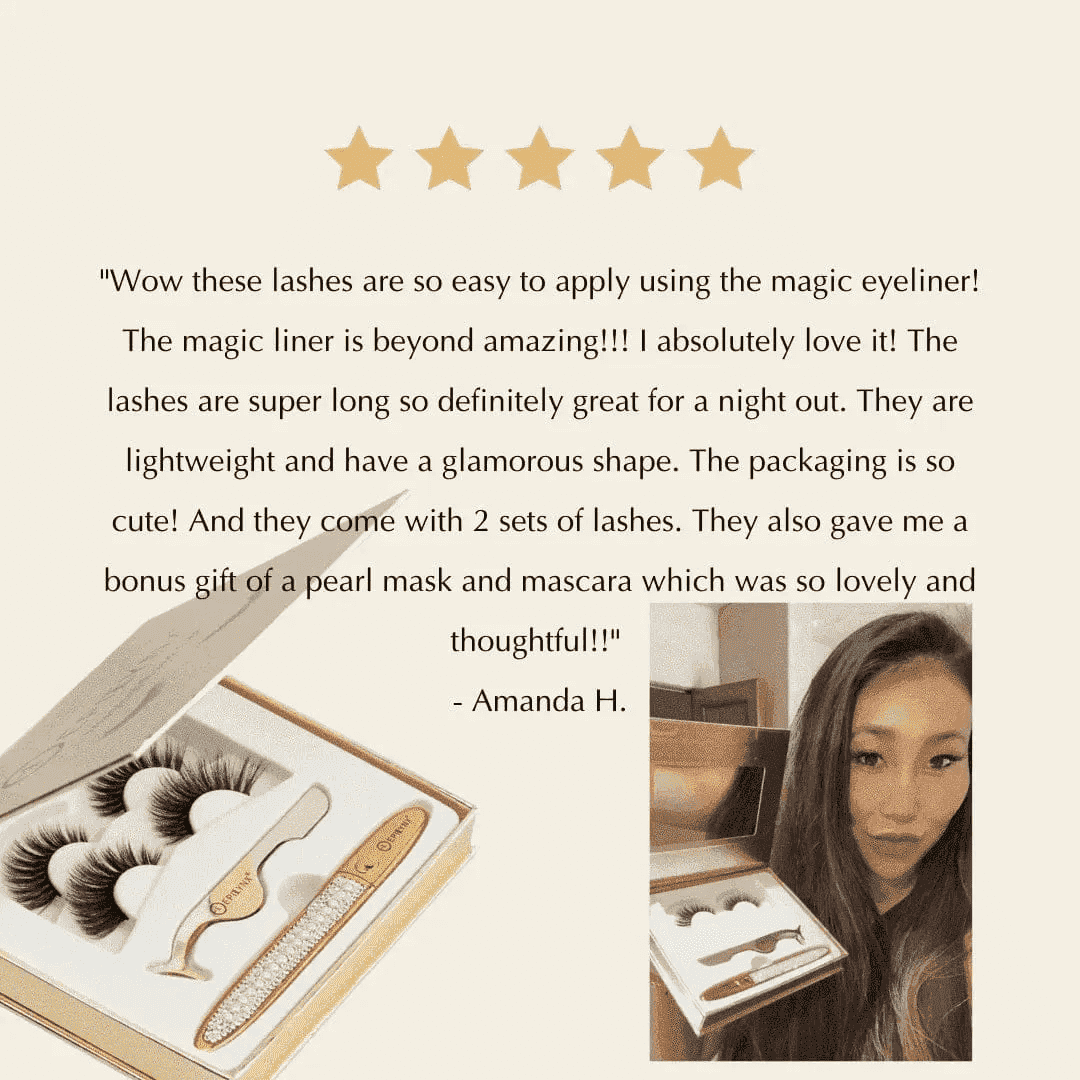 "Wow these lashes are so easy to apply using the magic eyeliner!
The magic liner is beyond amazing!!! I absolutely love it! The
lashes are super long so definitely great for a night out. They are
lightweight and have a glamorous shape. The packaging is so
cute! And they come with 2 sets of lashes. They also gave me a
bonus gift of a pearl mask and mascara which was so lovely and
thoughtful!!"
- Amanda H.
EPILYNX
EPILYNX